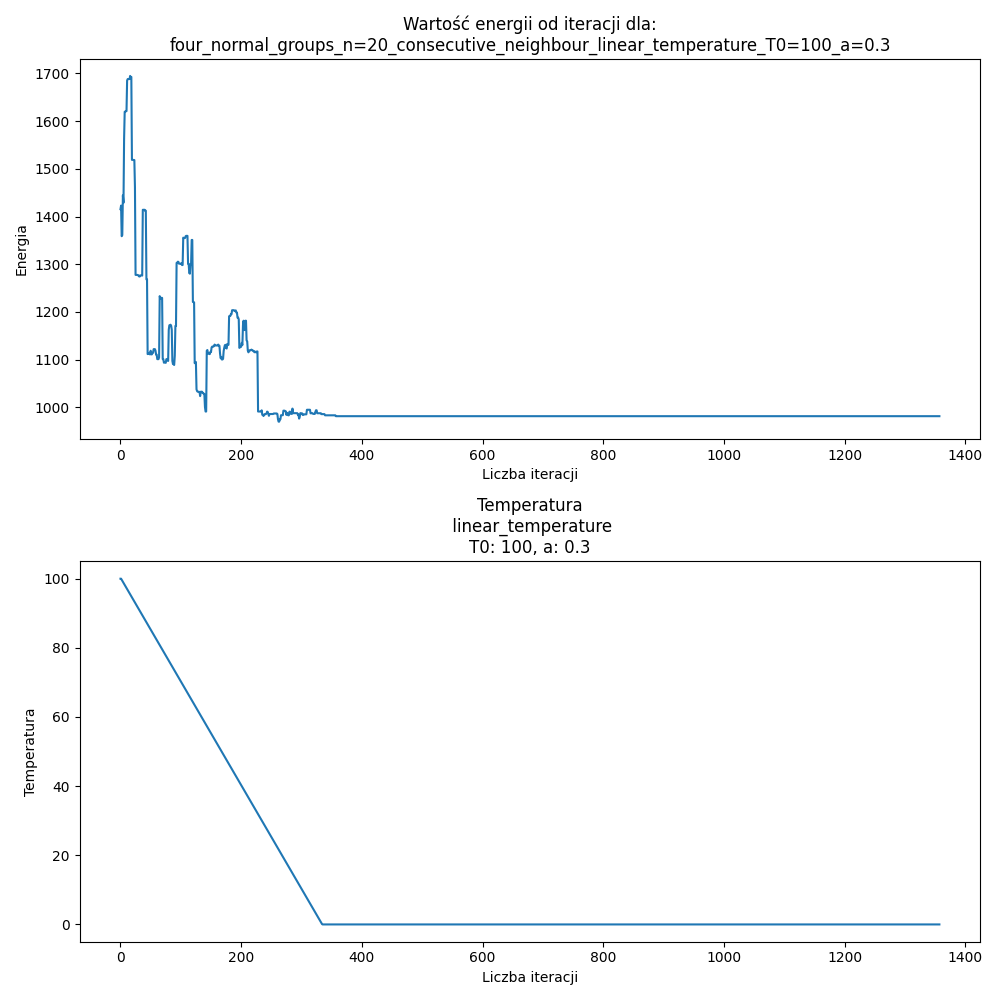 Wartość energii od iteracji dla:
four_normal_groups_n=20_consecutive_neighbour_linear_temperature_T0=100_a=0.3
1700
1600
1500
1400
1300
1200
1100
1000
Energia
0 200 400 600 800 1000 1200 1400
Liczba iteracji
Temperatura
linear_temperature
T0: 100, a: 0.3
100
80
60
40
20
0
Temperatura
0 200 400 600 800 1000 1200 1400
Liczba iteracji